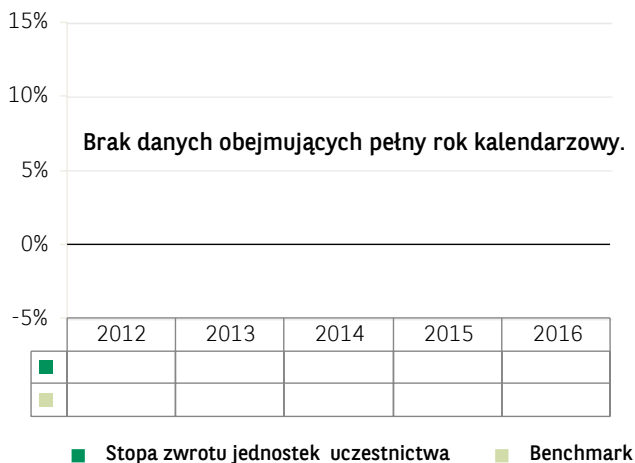 15%
10%
Brak danych obejmujących pełny rok kalendarzowy.
5%
0%
-5%
2012 2013 2014 2015 2016
Stopa zwrotu jednostek uczestnictwa Benchmark